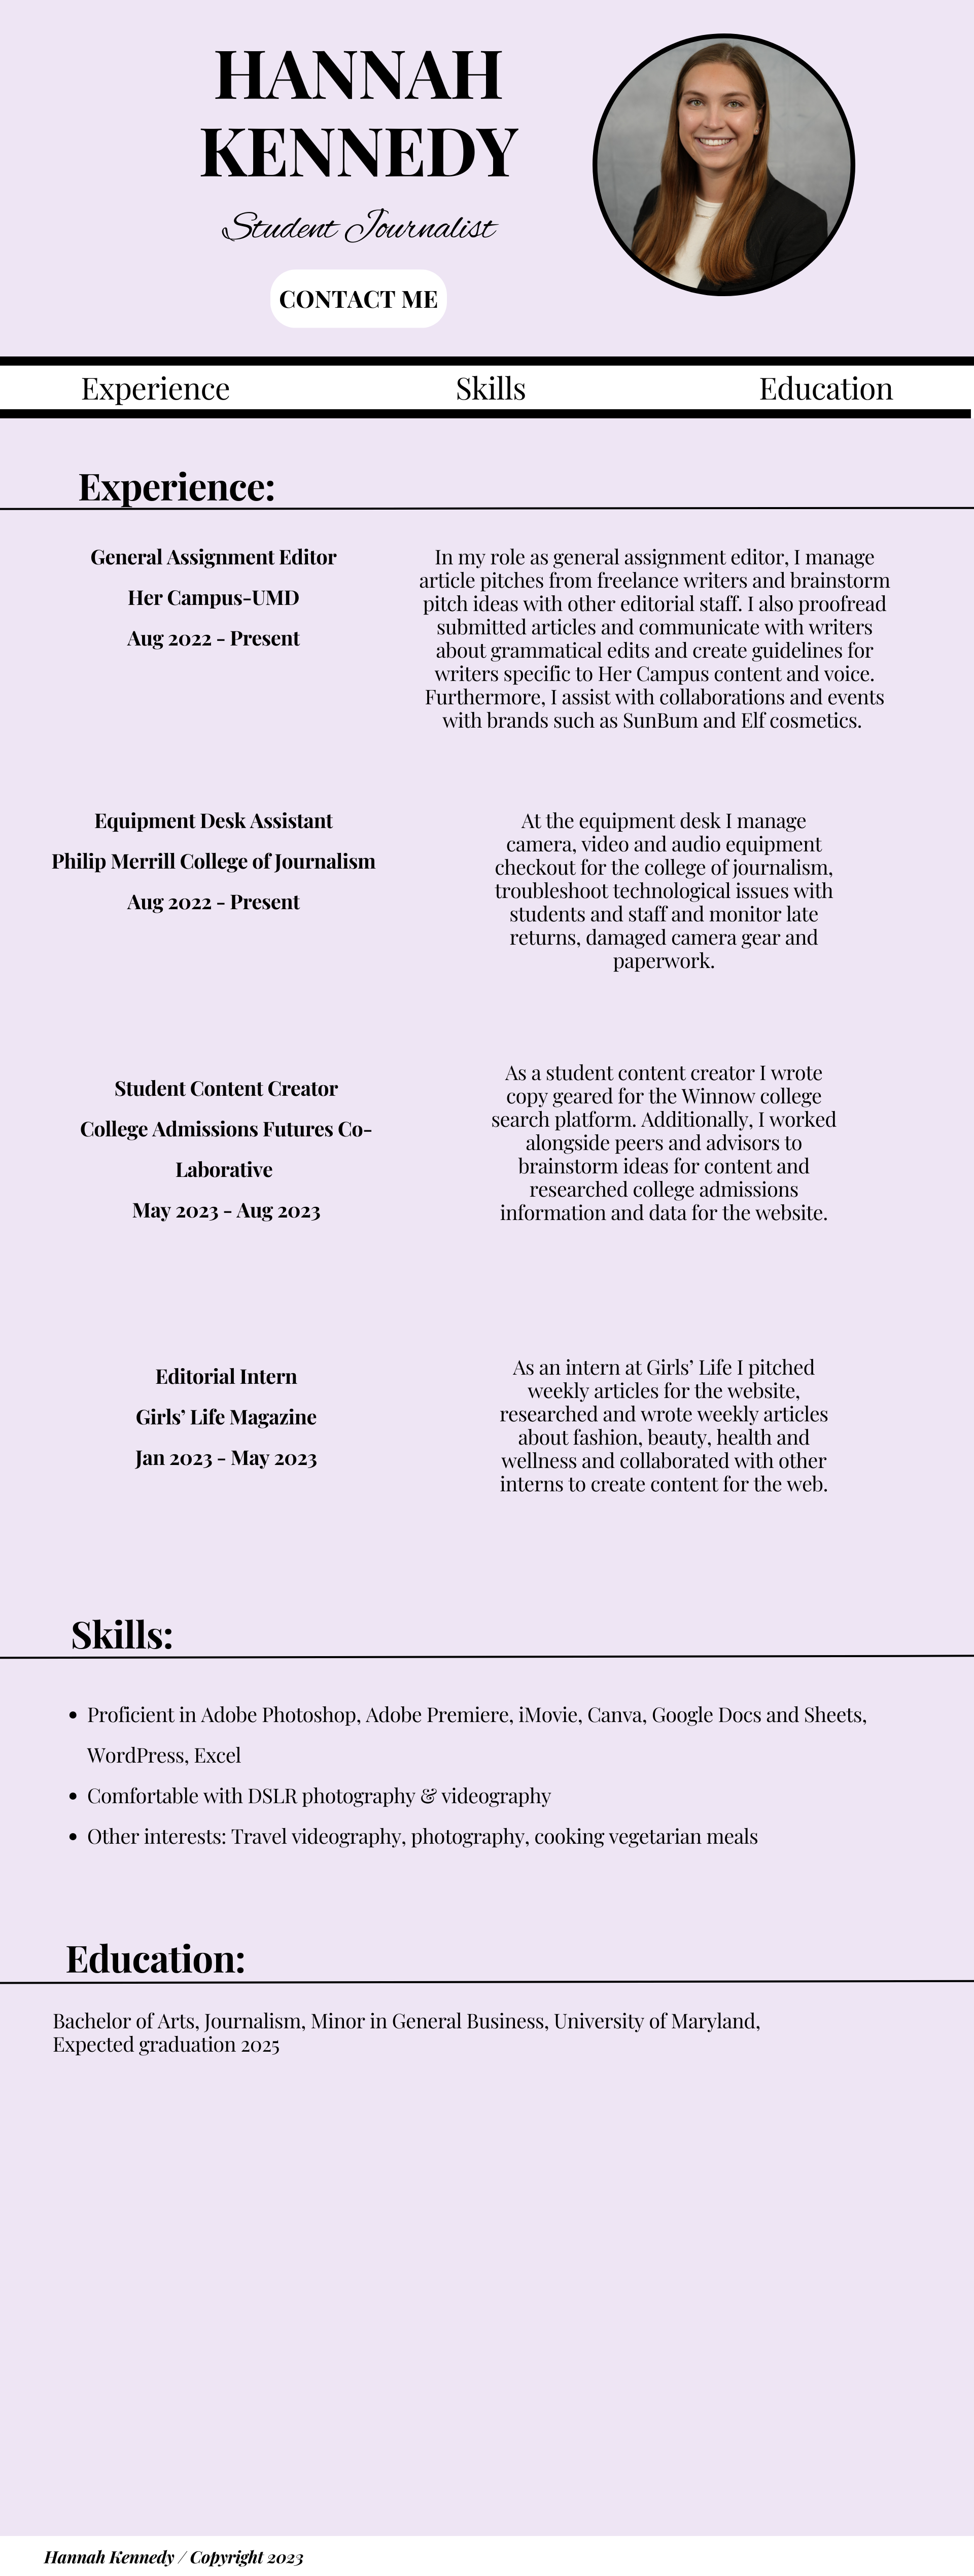 HANNAH
KENNEDY
Student Journalist
CONTACT ME
Experience
Skills
Education
Experience:
General Assignment Editor
Her Campus-UMD
Aug 2022 - Present
In my role as general assignment editor, I manage
article pitches from freelance writers and brainstorm
pitch ideas with other editorial staff. I also proofread
submitted articles and communicate with writers
about grammatical edits and create guidelines for
writers specific to Her Campus content and voice.
Furthermore, I assist with collaborations and events
with brands such as SunBum and Elf cosmetics.
Equipment Desk Assistant
Philip Merrill College of Journalism
Aug 2022 - Present
At the equipment desk I manage
camera, video and audio equipment
checkout for the college of journalism,
troubleshoot technological issues with
students and staff and monitor late
returns, damaged camera gear and
paperwork.
Student Content Creator
College Admissions Futures Co-
Laborative
May 2023 - Aug 2023
As a student content creator I wrote
copy geared for the Winnow college
search platform. Additionally, I worked
alongside peers and advisors to
brainstorm ideas for content and
researched college admissions
information and data for the website.
Editorial Intern
Girls’ Life Magazine
Jan 2023 - May 2023
As an intern at Girls’ Life I pitched
weekly articles for the website,
researched and wrote weekly articles
about fashion, beauty, health and
wellness and collaborated with other
interns to create content for the web.
Skills:
• Proficient in Adobe Photoshop, Adobe Premiere, iMovie, Canva, Google Docs and Sheets,
WordPress, Excel
• Comfortable with DSLR photography & videography
• Other interests: Travel videography, photography, cooking vegetarian meals
Education:
Bachelor of Arts, Journalism, Minor in General Business, University of Maryland,
Expected graduation 2025
Hannah Kennedy / Copyright 2023